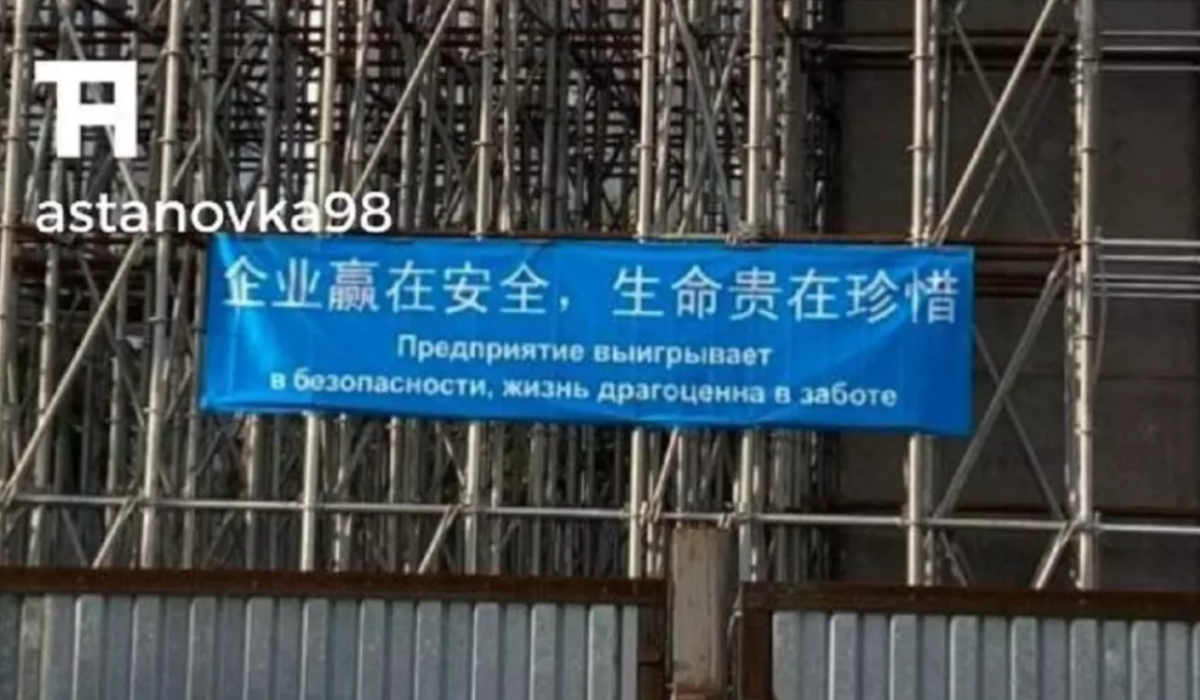 astanovka98
企业赢在安全，生命贵在珍惜
Предприятие выигрывает
в безопасности, жизнь драгоценна в заботе